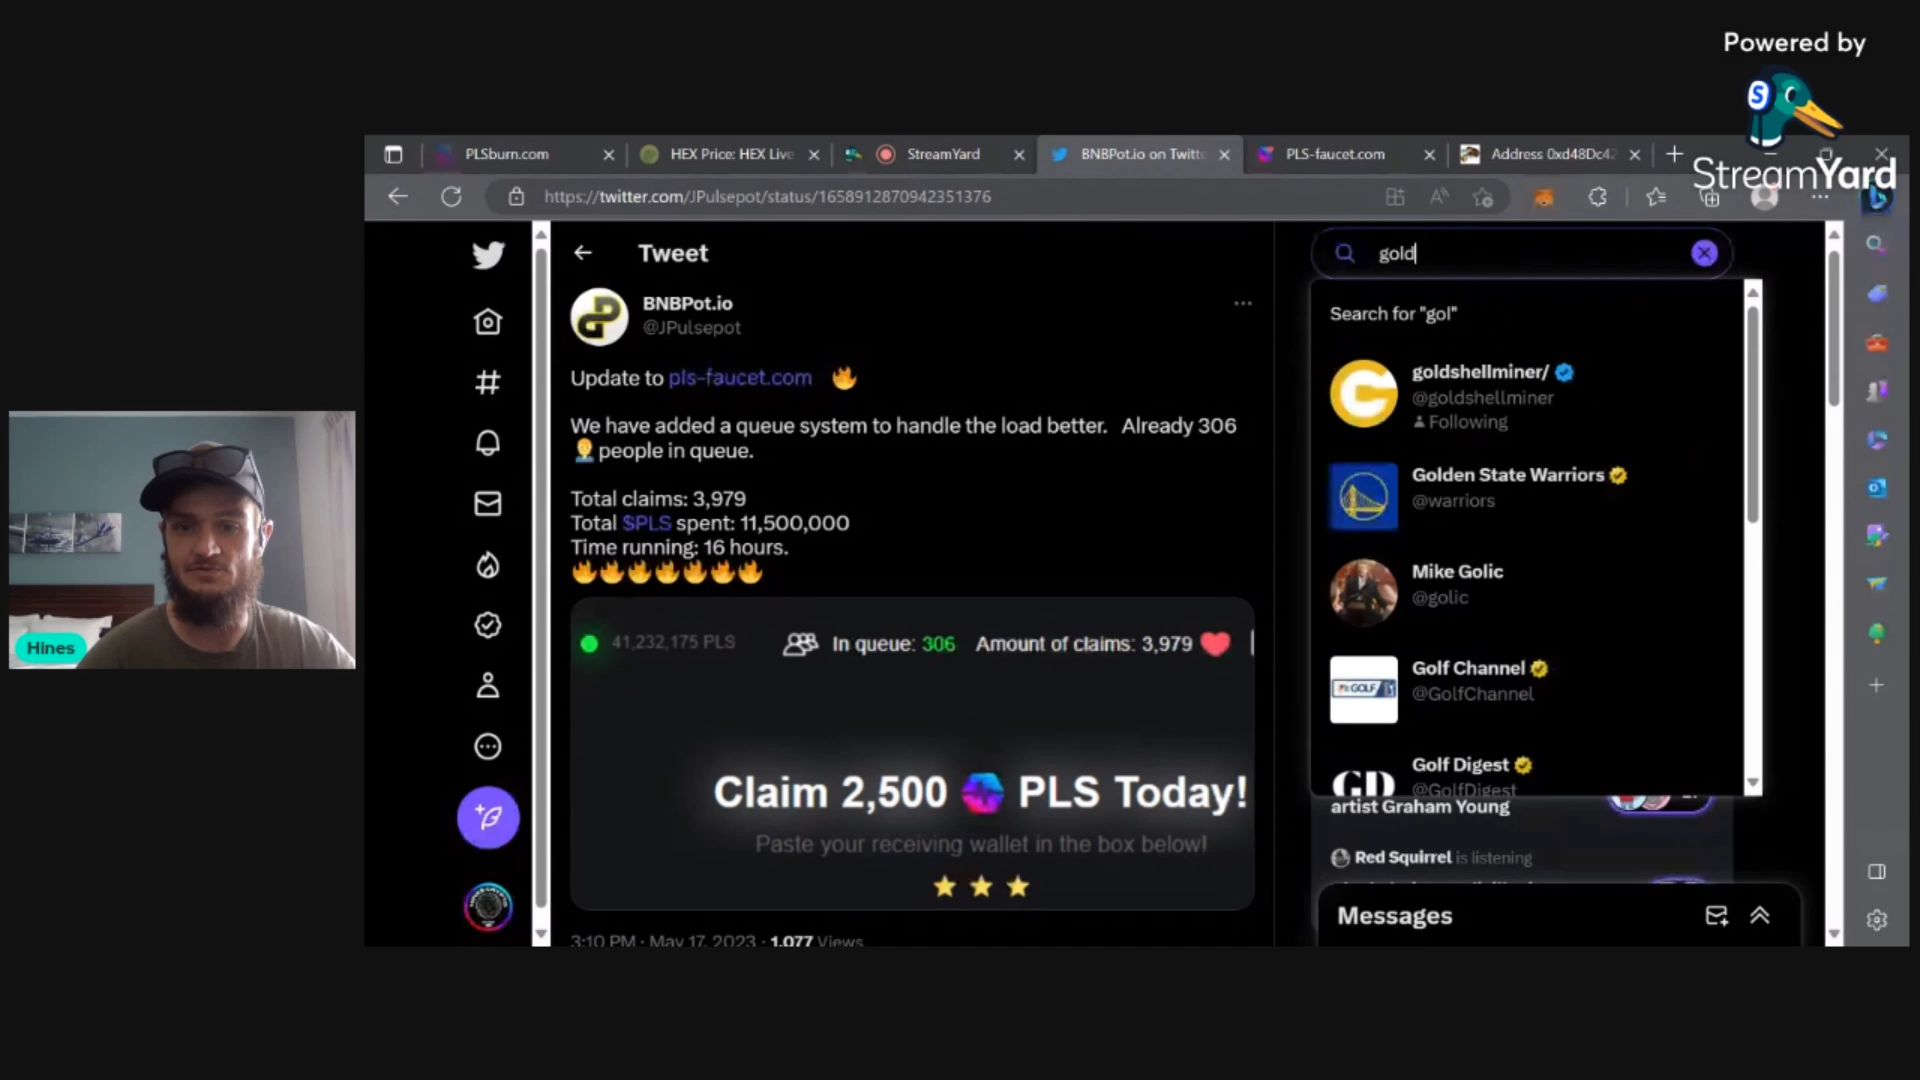 Powered by
StreamYard
PLSburn.com
HEX Price: HEX Live
StreamYard
BNBPot.io on Twitte
PLS-faucet.com
Address 0xd48Dc42
https://twitter.com/JPulsepot/status/1658912870942351376
Tweet
BNBPot.io
@JPulsepot
Update to pls-faucet.com 🔥
We have added a queue system to handle the load better. Already 306
people in queue.
Total claims: 3,979
Total $PLS spent: 11,500,000
Time running: 16 hours.
🔥🔥🔥🔥🔥🔥🔥
41,232,175 PLS
In queue: 306
Amount of claims: 3,979
Claim 2,500 PLS Today!
Paste your receiving wallet in the box below!
3:10 PM · May 17, 2023 · 1,077 Views
gold
Search for "gol"
goldshellminer/
@goldshellminer
Following
Golden State Warriors
@warriors
Mike Golic
@golic
GOLF
Golf Channel
@GolfChannel
GD
Golf Digest
@GolfDigest
artist Graham Young
Red Squirrel is listening
Messages
Hines